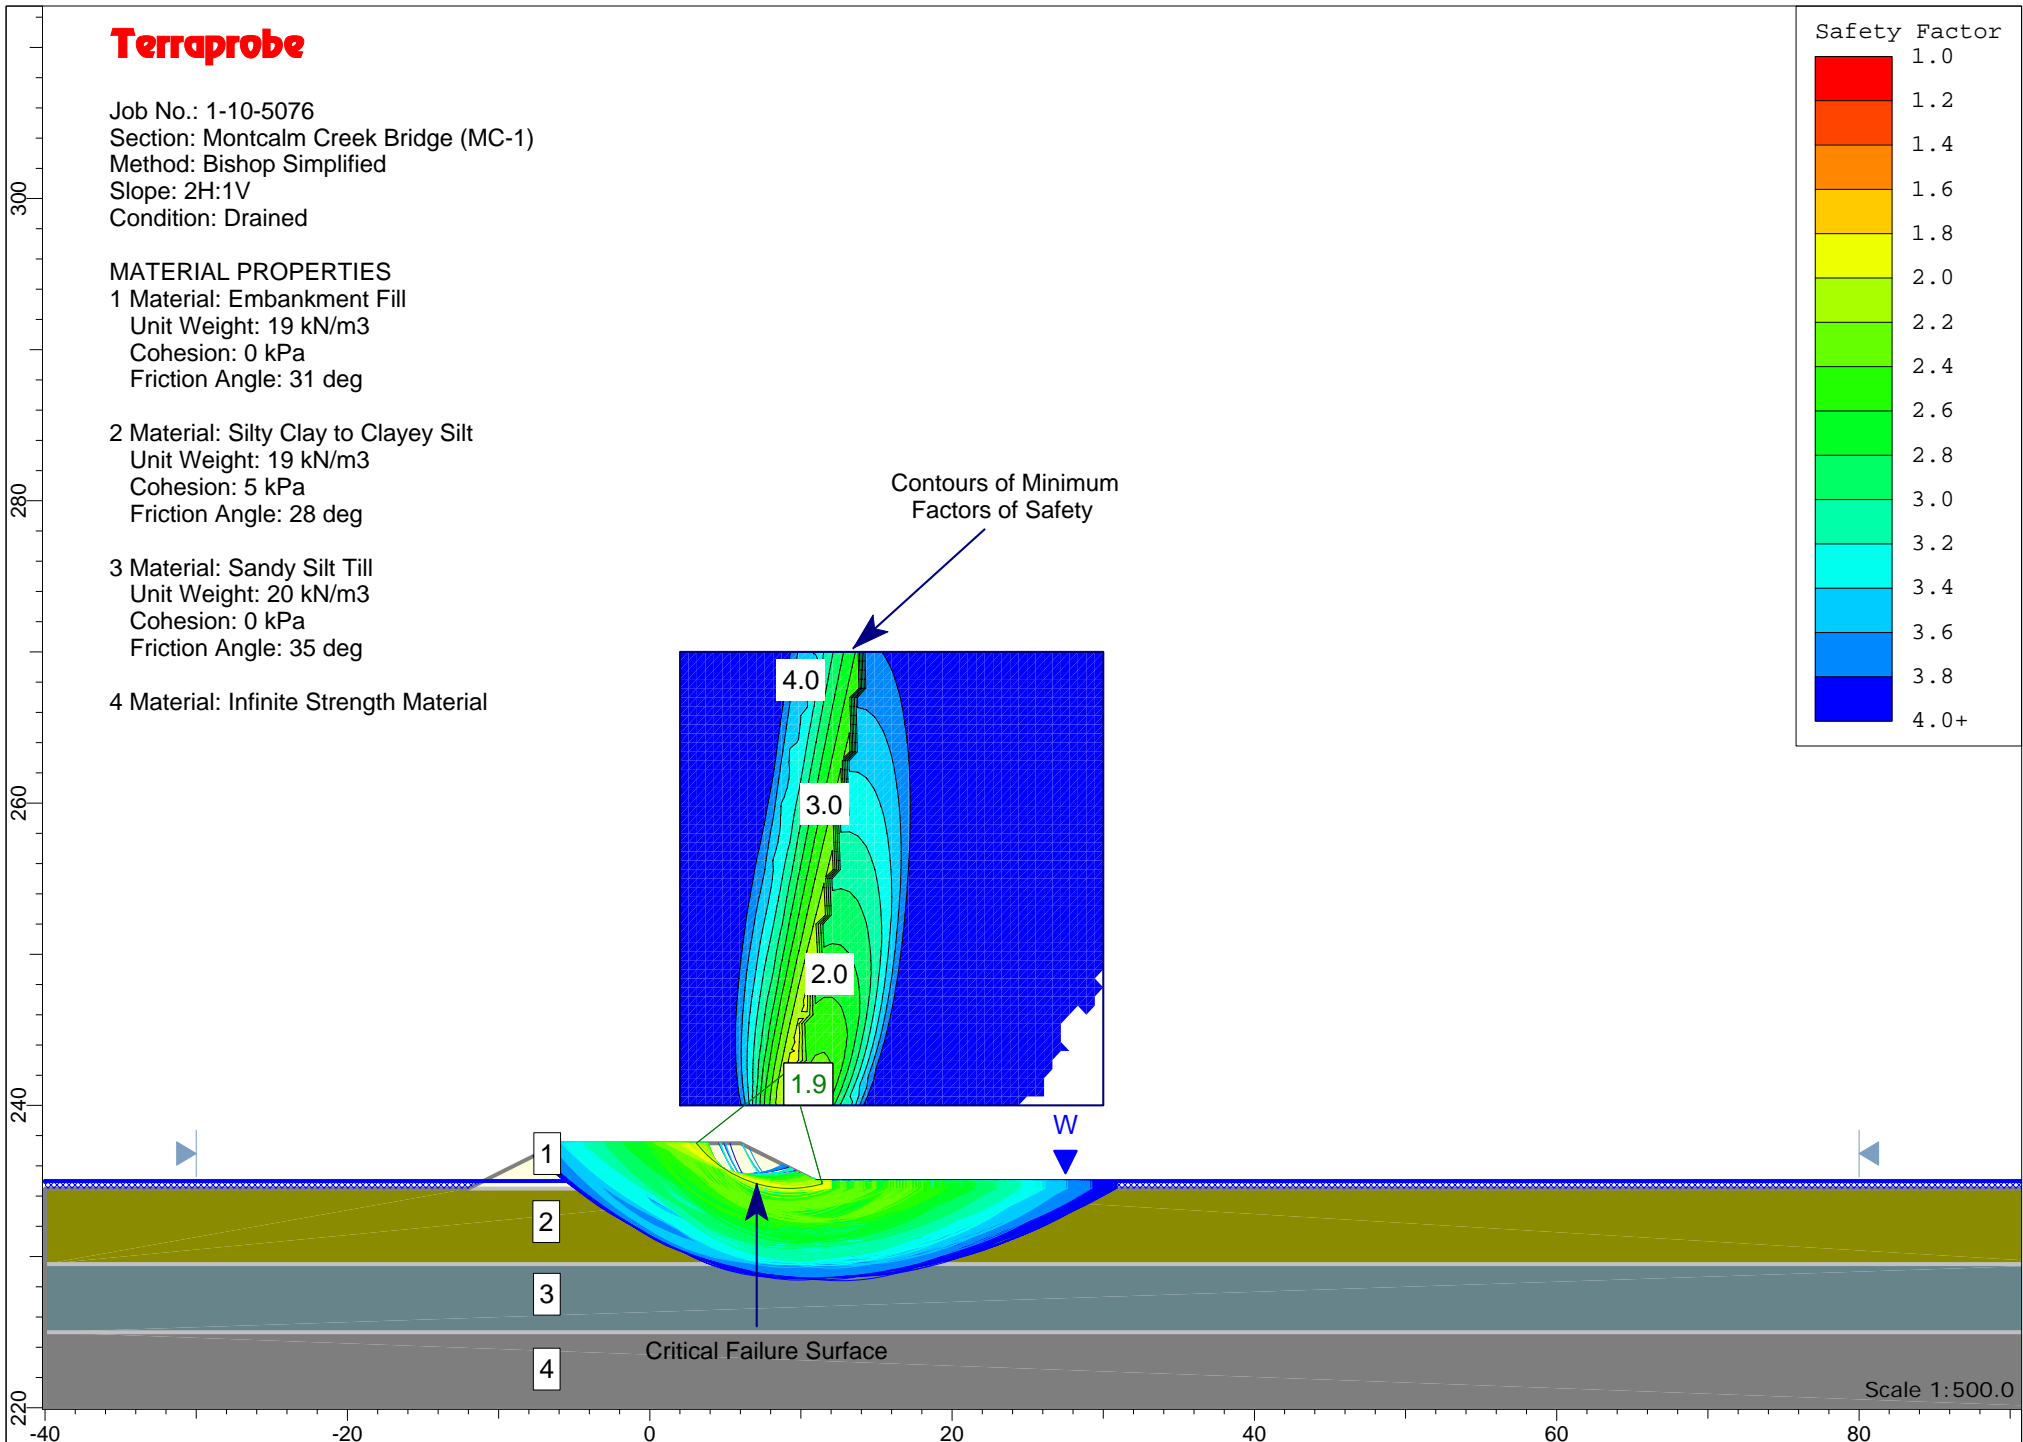 Terraprobe
Job No.: 1-10-5076
Section: Montcalm Creek Bridge (MC-1)
Method: Bishop Simplified
Slope: 2H:1V
Condition: Drained
MATERIAL PROPERTIES
1 Material: Embankment Fill
Unit Weight: 19 kN/m3
Cohesion: 0 kPa
Friction Angle: 31 deg
2 Material: Silty Clay to Clayey Silt
Unit Weight: 19 kN/m3
Cohesion: 5 kPa
Friction Angle: 28 deg
3 Material: Sandy Silt Till
Unit Weight: 20 kN/m3
Cohesion: 0 kPa
Friction Angle: 35 deg
4 Material: Infinite Strength Material
Safety Factor
1.0
1.2
1.4
1.6
1.8
2.0
2.2
2.4
2.6
2.8
3.0
3.2
3.4
3.6
3.8
4.0+
Contours of Minimum
Factors of Safety
4.0
3.0
2.0
1.9
W
1
2
3
4
Critical Failure Surface
Scale 1:500.0
300
280
260
240
220
-40
-20
0
20
40
60
80